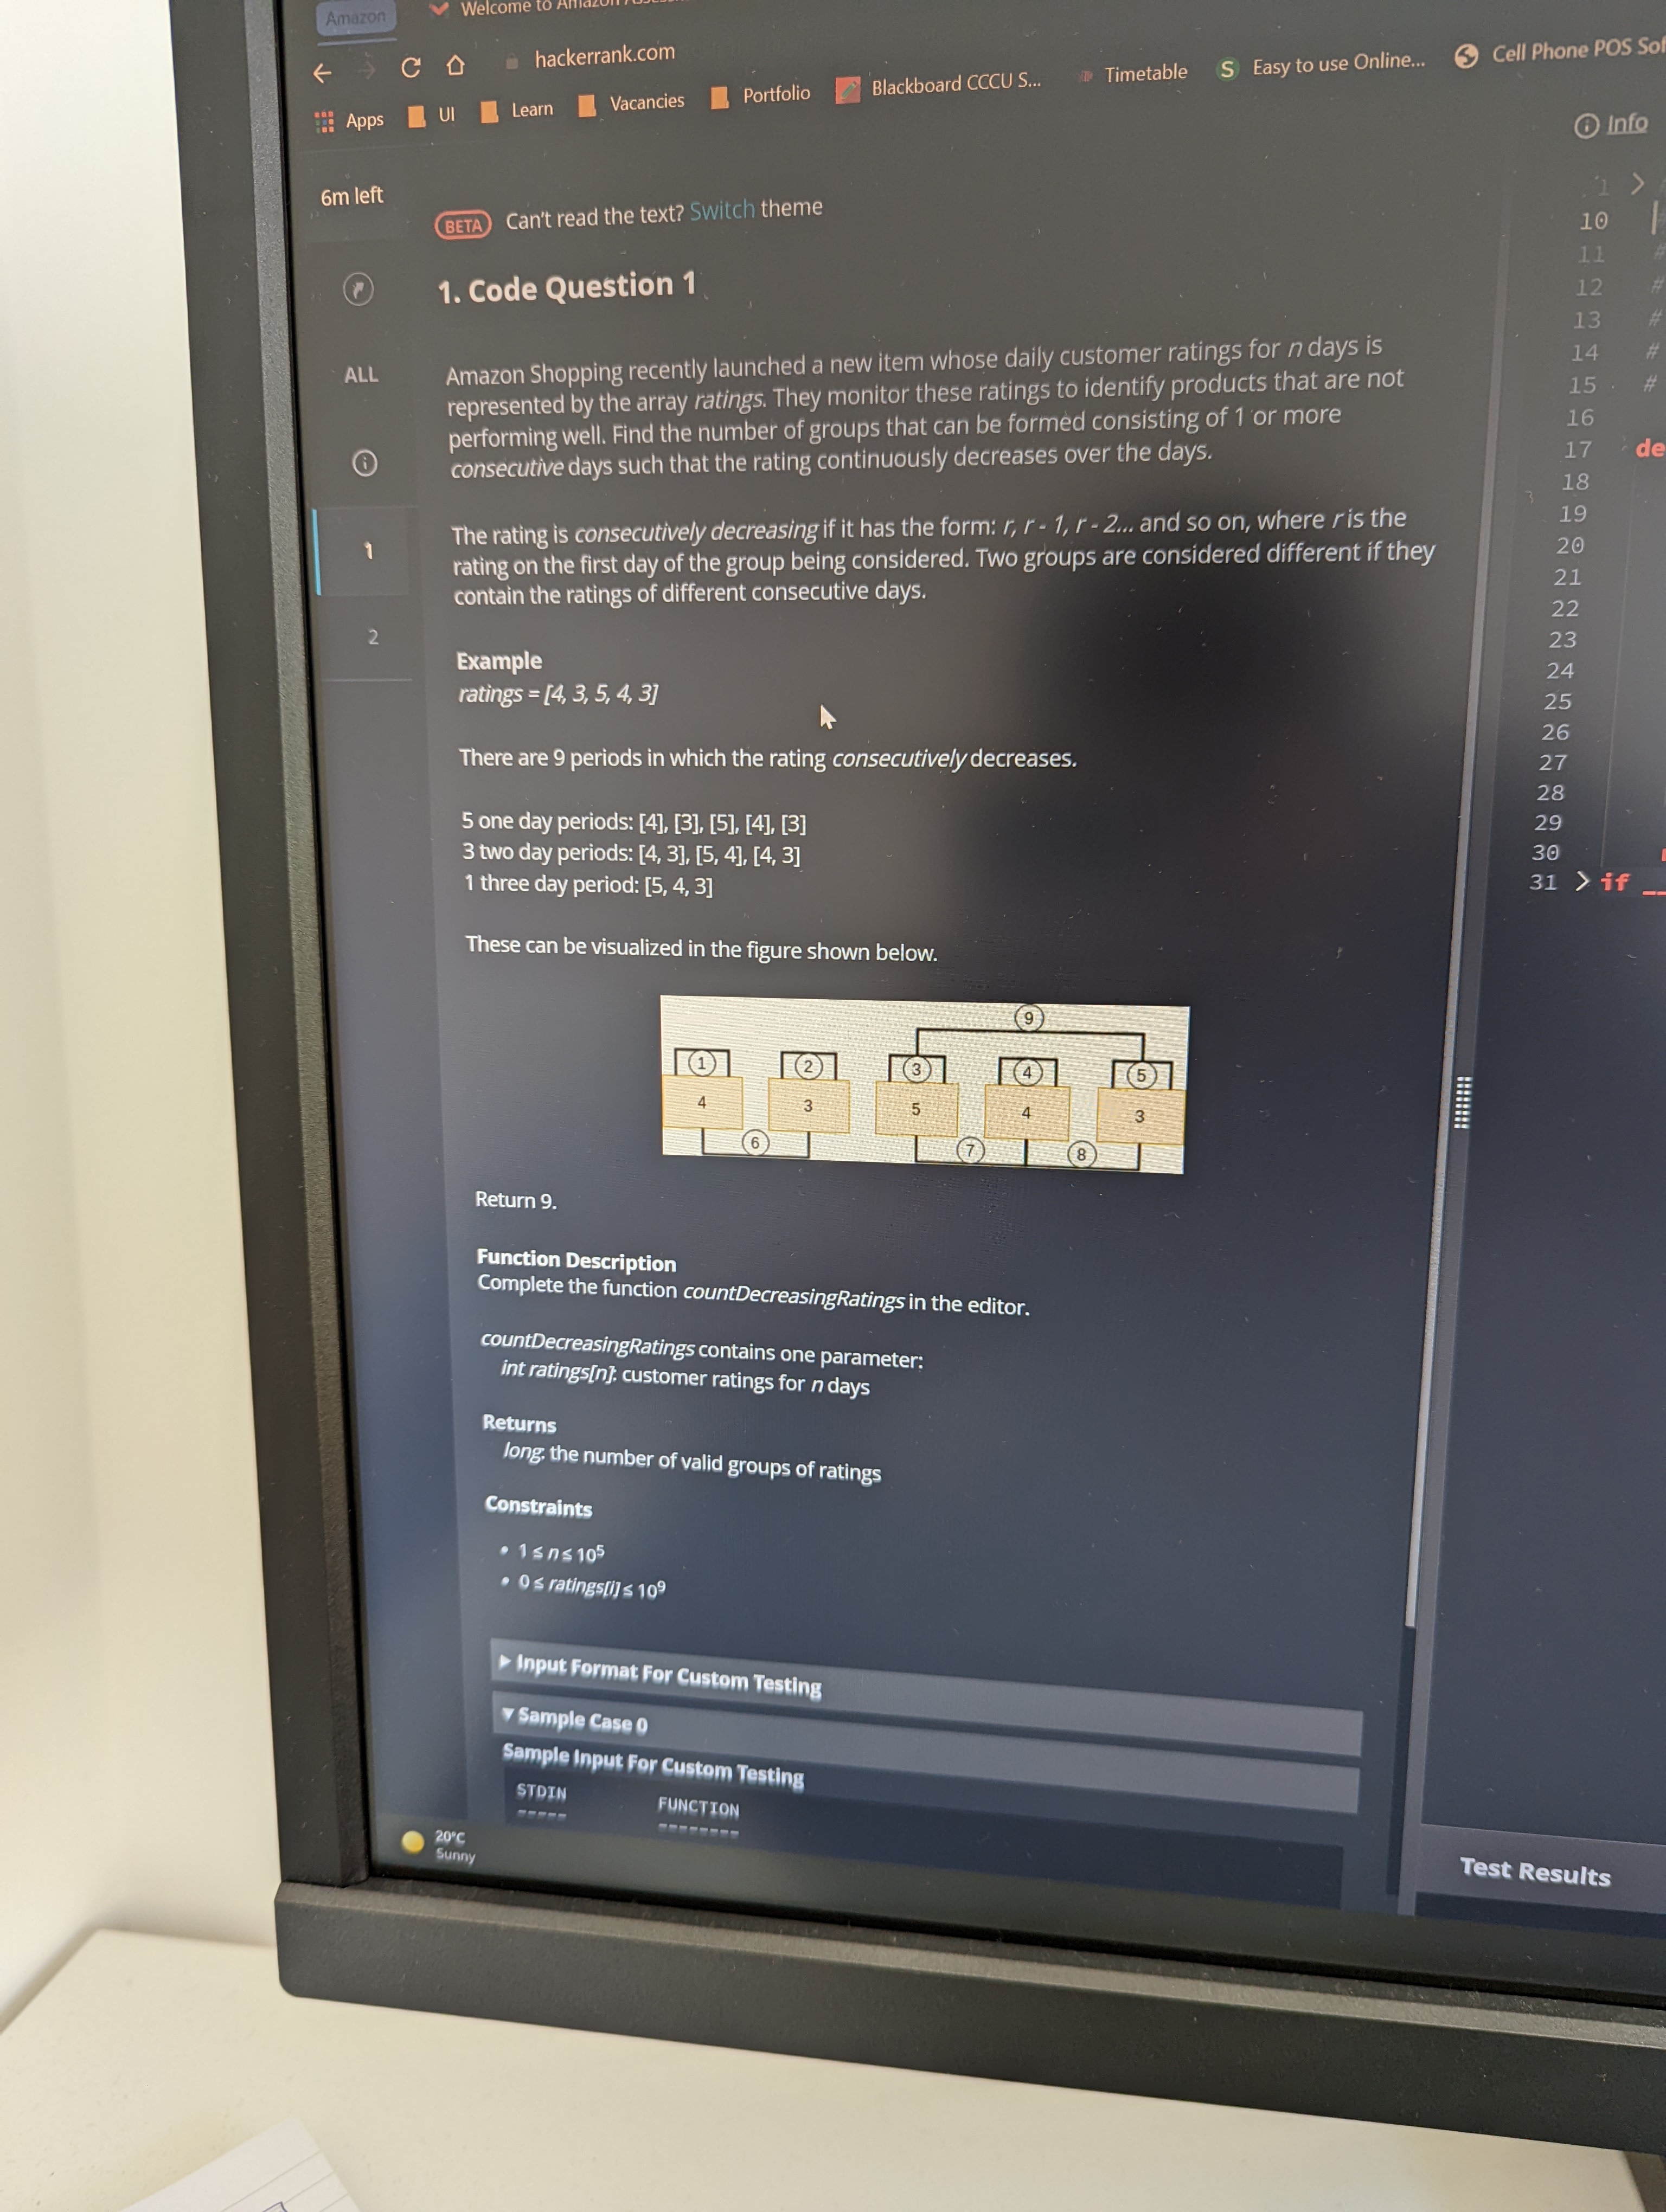 Amazon
Welcome to Amazon
hackerrank.com
Apps
UI
Learn
Vacancies
Portfolio
Blackboard CCCU S...
Timetable
S
Easy to use Online...
Cell Phone POS Sof
Info
6m left
BETA
Can't read the text? Switch theme
1. Code Question 1
ALL
1
2
Amazon Shopping recently launched a new item whose daily customer ratings for n days is
represented by the array ratings. They monitor these ratings to identify products that are not
performing well. Find the number of groups that can be formed consisting of 1 or more
consecutive days such that the rating continuously decreases over the days.
The rating is consecutively decreasing if it has the form: r, r - 1, r - 2... and so on, where r is the
rating on the first day of the group being considered. Two groups are considered different if they
contain the ratings of different consecutive days.
Example
ratings = [4, 3, 5, 4, 3]
There are 9 periods in which the rating consecutively decreases.
5 one day periods: [4], [3], [5], [4], [3]
3 two day periods: [4, 3], [5, 4], [4, 3]
1 three day period: [5, 4, 3]
These can be visualized in the figure shown below.
9
1 2 3 4 5
4 3 5 4 3
6 7 8
Return 9.
Function Description
Complete the function countDecreasingRatings in the editor.
countDecreasingRatings contains one parameter:
int ratings[n]: customer ratings for n days
Returns
long: the number of valid groups of ratings
Constraints
• 1 ≤ n ≤ 10⁵
• 0 ≤ ratings[i] ≤ 10⁹
Input Format For Custom Testing
Sample Case 0
Sample Input For Custom Testing
STDIN FUNCTION
----- --------
20°C
Sunny
1 >
10
11 #
12 #
13 #
14 #
15 #
16
17 de
18
19
20
21
22
23
24
25
26
27
28
29
30
31 > if __
Test Results